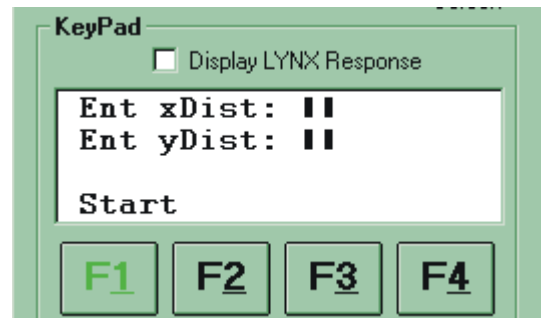 KeyPad
Display LYNX Response
Ent xDist: ▮▮
Ent yDist: ▮▮
Start
F1 F2 F3 F4